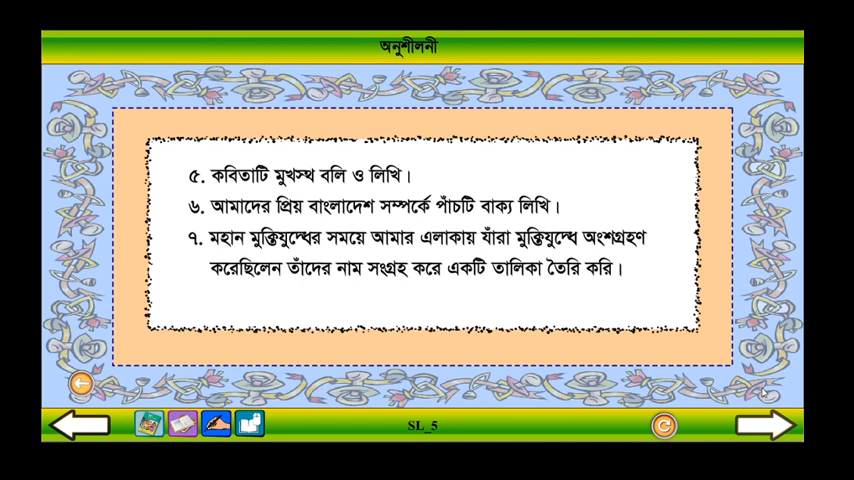 অনুশীলনী
৫. কবিতাটি মুখস্থ বলি ও লিখি।
৬. আমাদের প্রিয় বাংলাদেশ সম্পর্কে পাঁচটি বাক্য লিখি।
৭. মহান মুক্তিযুদ্ধের সময়ে আমার এলাকায় যাঁরা মুক্তিযুদ্ধে অংশগ্রহণ
করেছিলেন তাঁদের নাম সংগ্রহ করে একটি তালিকা তৈরি করি।
SL_5